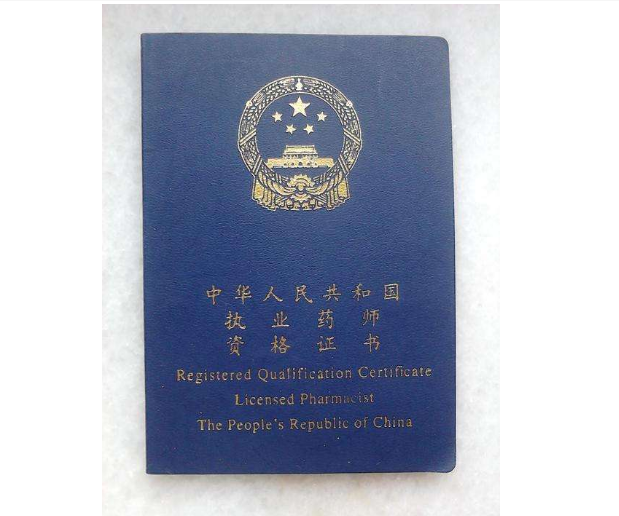 中华人民共和国
执业药师
资格证书
Registered Qualification Certificate
Licensed Pharmacist
The People's Republic of China